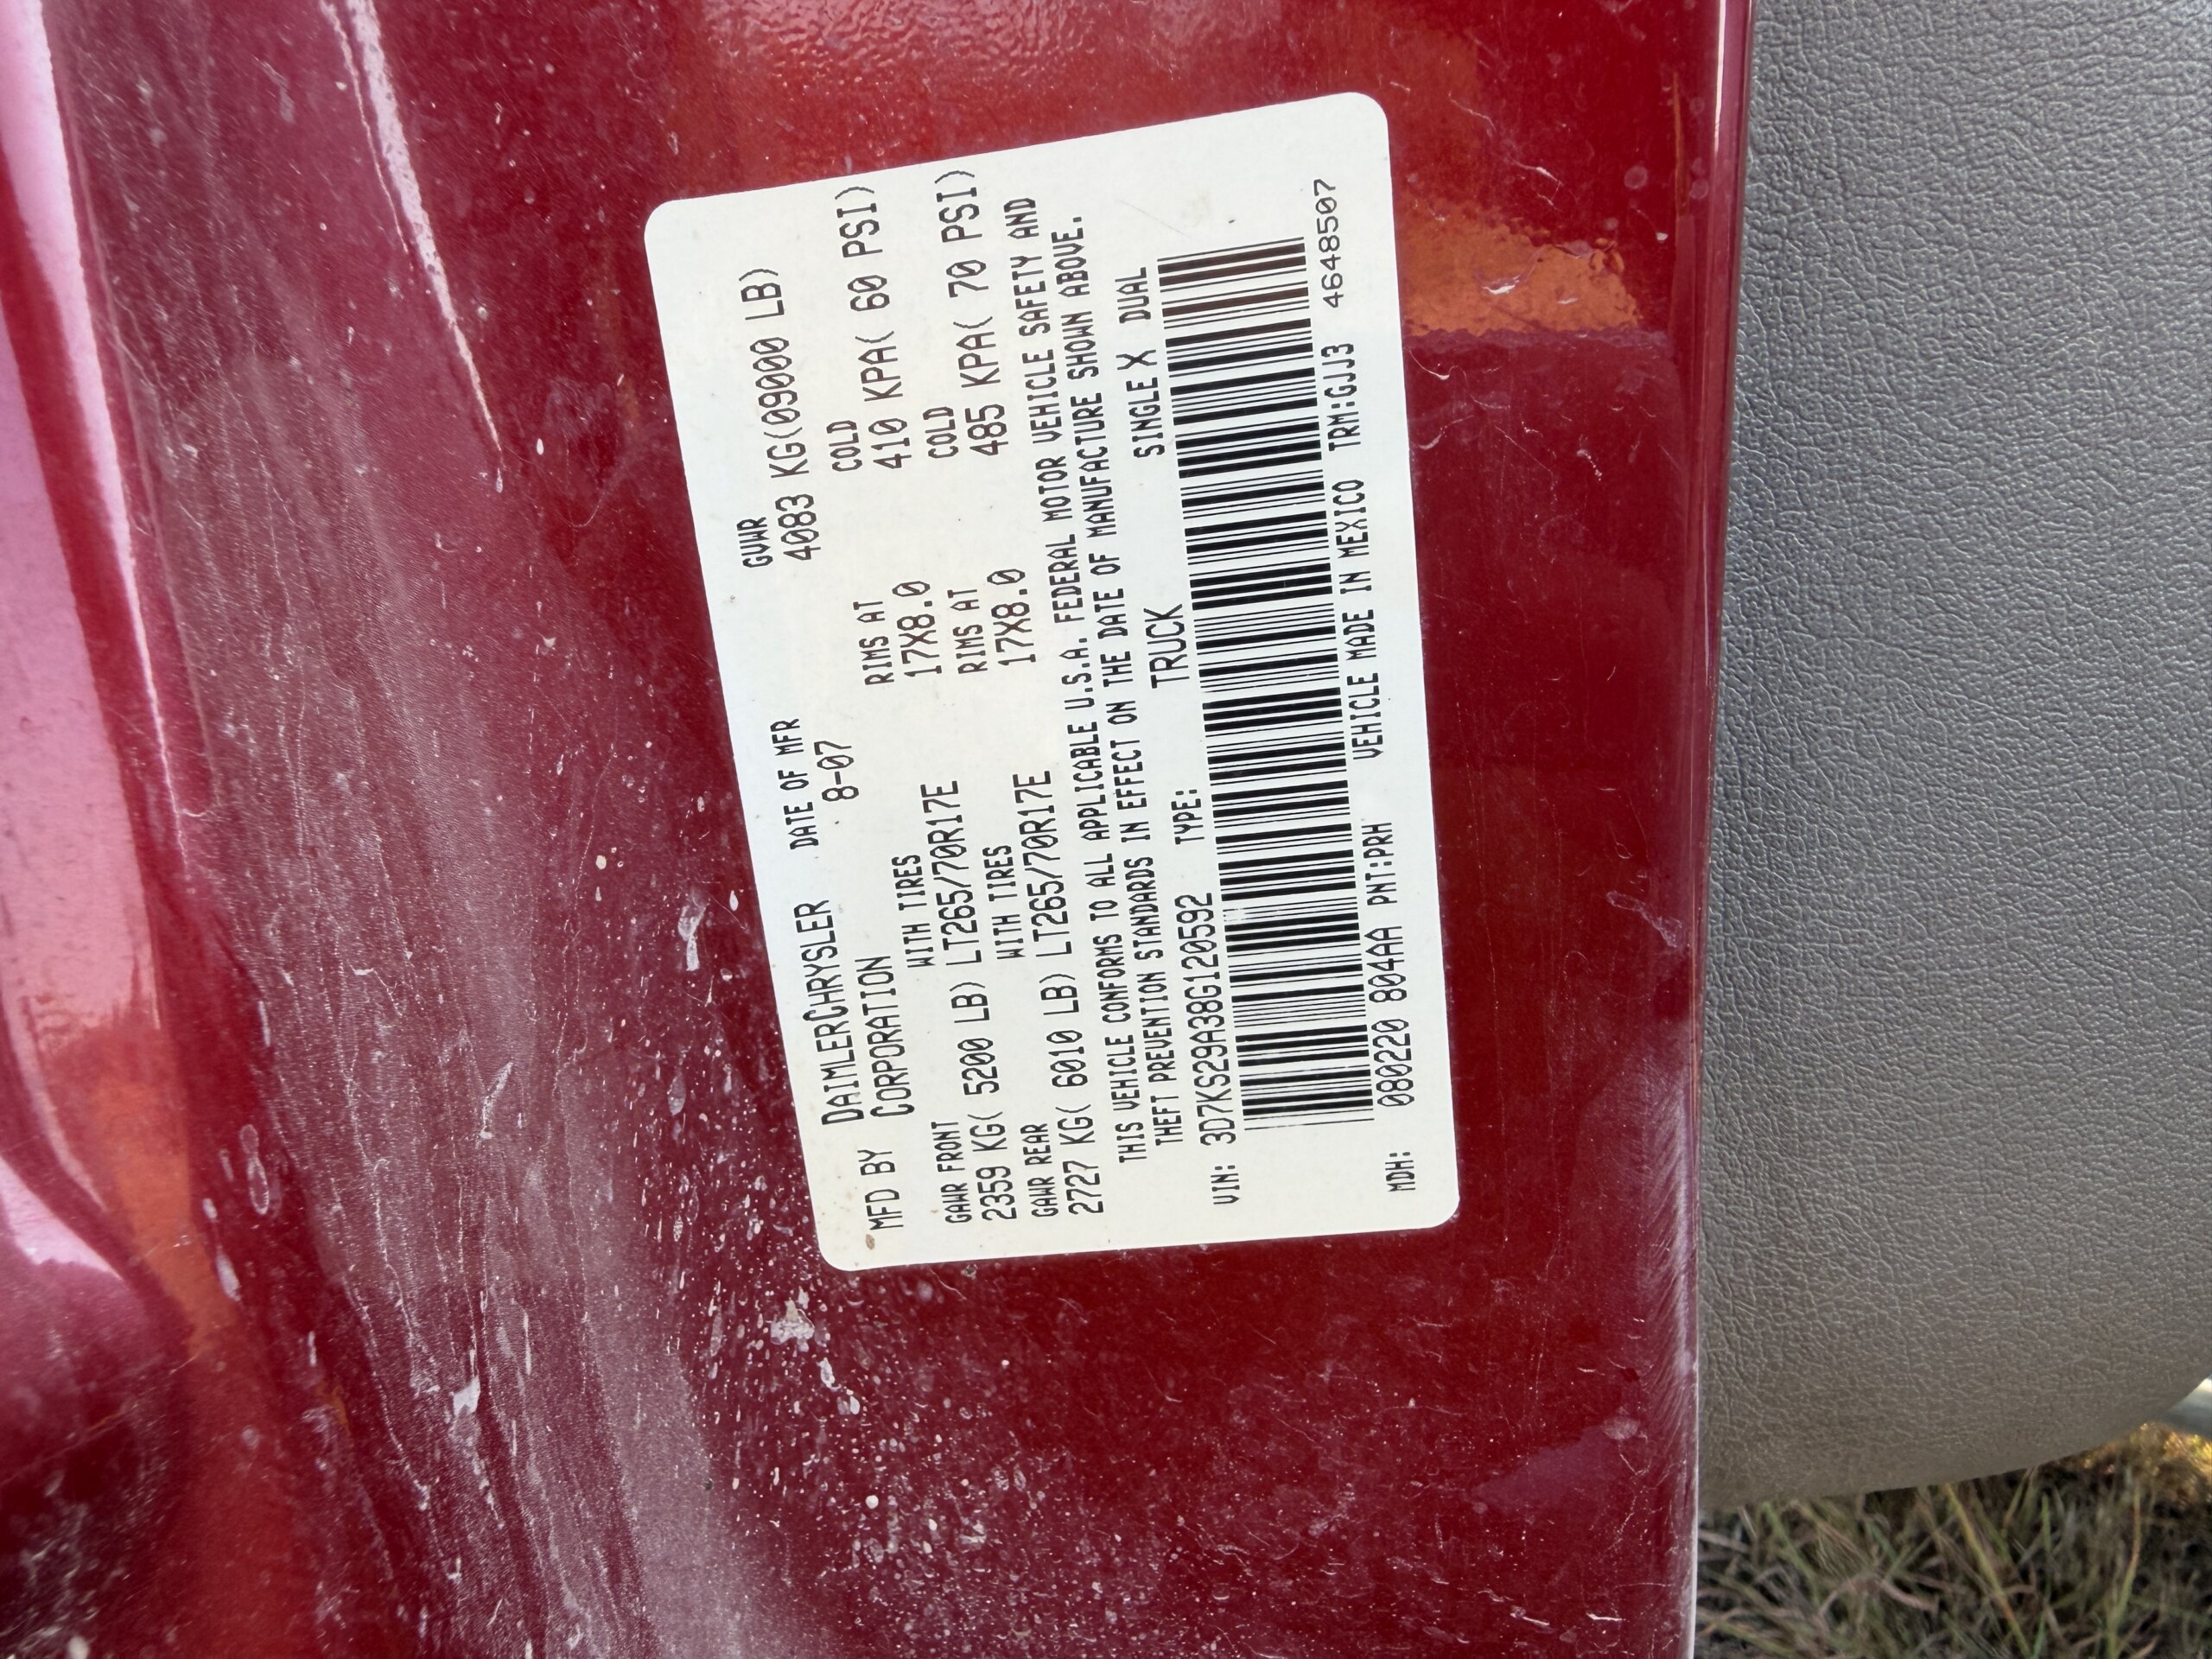 MFD BY DAIMLERCHRYSLER CORPORATION DATE OF MFR 8-07 GVWR 4083 KG(09000 LB)
GAWR FRONT WITH TIRES RIMS AT COLD
2359 KG( 5200 LB) LT265/70R17E 17X8.0 410 KPA( 60 PSI)
GAWR REAR WITH TIRES RIMS AT COLD
2727 KG( 6010 LB) LT265/70R17E 17X8.0 485 KPA( 70 PSI)
THIS VEHICLE CONFORMS TO ALL APPLICABLE U.S.A. FEDERAL MOTOR VEHICLE SAFETY AND
THEFT PREVENTION STANDARDS IN EFFECT ON THE DATE OF MANUFACTURE SHOWN ABOVE.
VIN: 3D7KS29A38G120592 TYPE: TRUCK SINGLE X DUAL
MDH: 080220 804AA PNT:PRH VEHICLE MADE IN MEXICO TRM:GJJ3 4648507